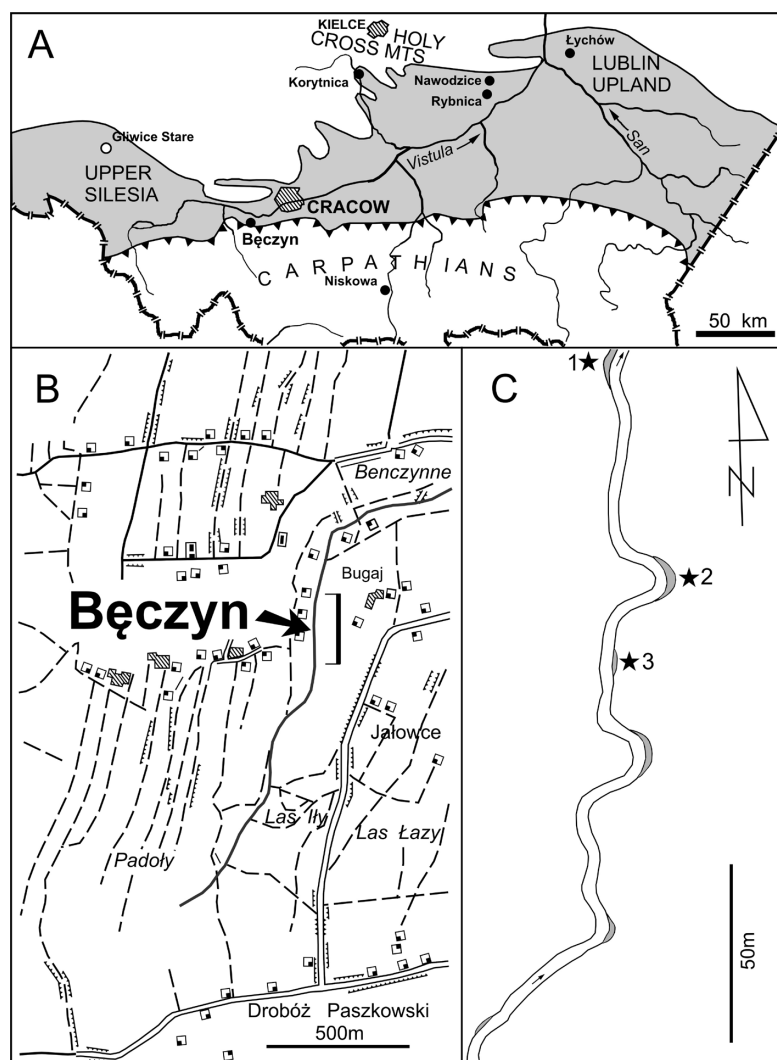 A
KIELCE
HOLY
CROSS MTS
Łychów
Korytnica
Nawodzice
LUBLIN
UPLAND
Rybnica
Gliwice Stare
San
Vistula
UPPER
SILESIA
CRACOW
Bęczyn
CARPATHIANS
Niskowa
50 km
B
Benczynne
Bugaj
Bęczyn
Jałowce
Las Iły
Las Łazy
Padoły
Drobóż Paszkowski
500m
C
1
N
2
3
50m